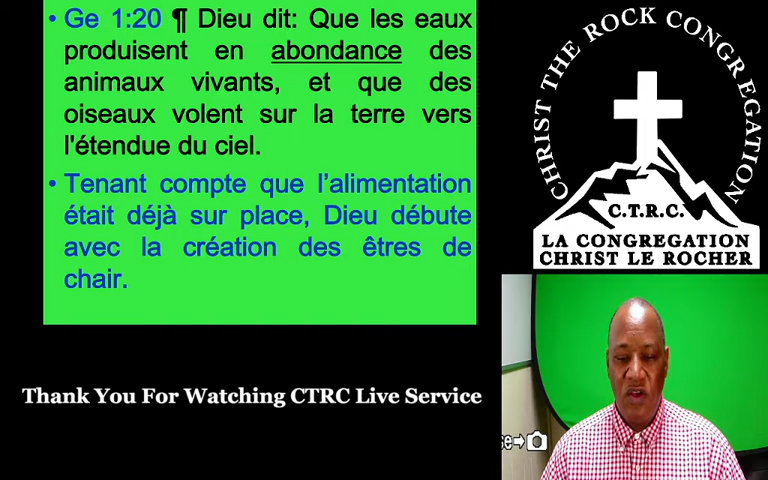 • Ge 1:20 ¶ Dieu dit: Que les eaux
produisent en abondance des
animaux vivants, et que des
oiseaux volent sur la terre vers
l'étendue du ciel.
• Tenant compte que l’alimentation
était déjà sur place, Dieu débute
avec la création des êtres de
chair.
Thank You For Watching CTRC Live Service
CHRIST THE ROCK CONGREGATION
C.T.R.C.
LA CONGREGATION
CHRIST LE ROCHER
se→